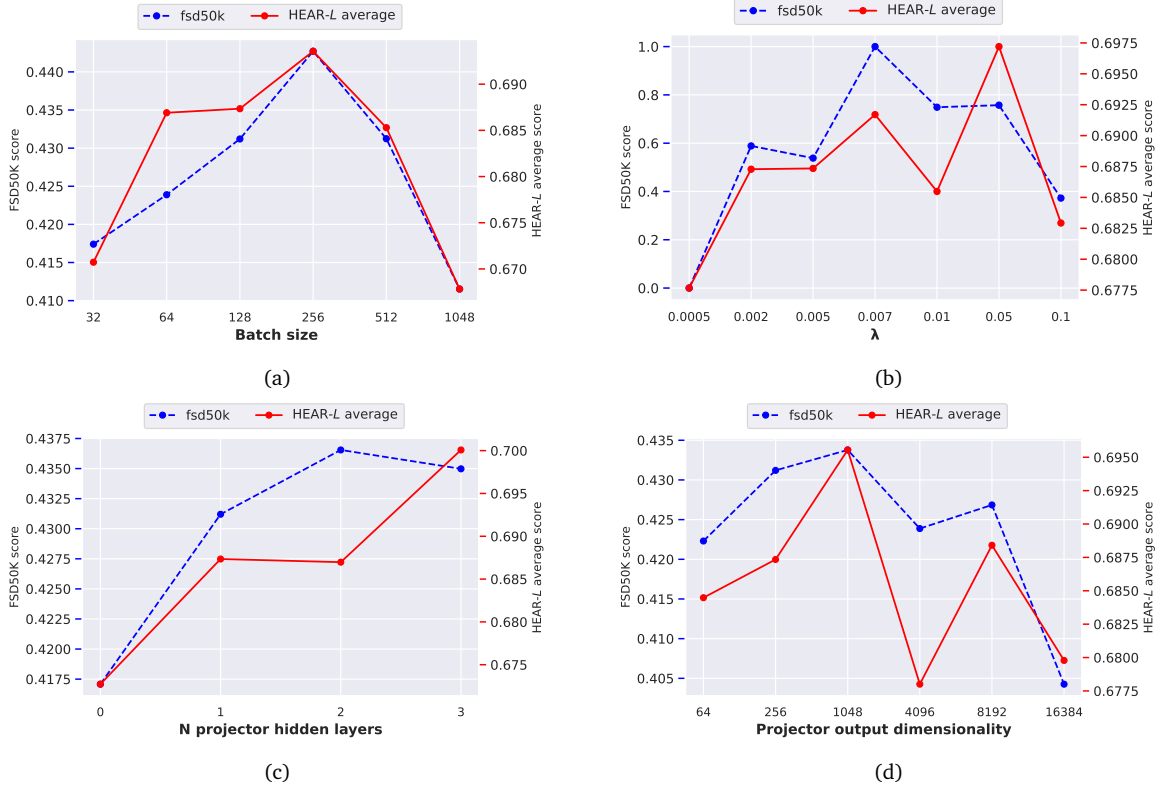 fsd50k HEAR-L average
0.440
0.435
0.430
0.425
0.420
0.415
0.410
FSD50K score
0.690
0.685
0.680
0.675
0.670
HEAR-L average score
32 64 128 256 512 1048
Batch size
(a)
fsd50k HEAR-L average
1.0
0.8
0.6
0.4
0.2
0.0
FSD50K score
0.6975
0.6950
0.6925
0.6900
0.6875
0.6850
0.6825
0.6800
0.6775
HEAR-L average score
0.0005 0.002 0.005 0.007 0.01 0.05 0.1
λ
(b)
fsd50k HEAR-L average
0.4375
0.4350
0.4325
0.4300
0.4275
0.4250
0.4225
0.4200
0.4175
FSD50K score
0.700
0.695
0.690
0.685
0.680
0.675
HEAR-L average score
0 1 2 3
N projector hidden layers
(c)
fsd50k HEAR-L average
0.435
0.430
0.425
0.420
0.415
0.410
0.405
FSD50K score
0.6950
0.6925
0.6900
0.6875
0.6850
0.6825
0.6800
0.6775
HEAR-L average score
64 256 1048 4096 8192 16384
Projector output dimensionality
(d)